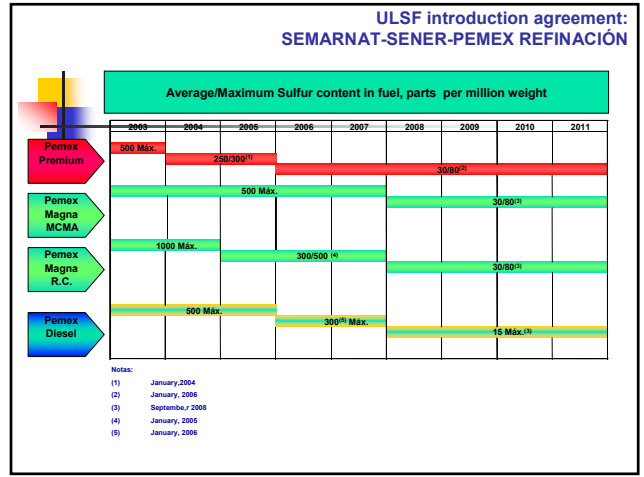 ULSF introduction agreement:
SEMARNAT-SENER-PEMEX REFINACIÓN
Average/Maximum Sulfur content in fuel, parts per million weight
2003 2004 2005 2006 2007 2008 2009 2010 2011
Pemex
Premium
500 Máx.
250/300(1)
30/80(2)
Pemex
Magna
MCMA
500 Máx.
30/80(3)
Pemex
Magna
R.C.
1000 Máx.
300/500 (4)
30/80(3)
Pemex
Diesel
500 Máx.
300(5) Máx.
15 Máx.(3)
Notas:
(1) January,2004
(2) January, 2006
(3) Septembe,r 2008
(4) January, 2005
(5) January, 2006